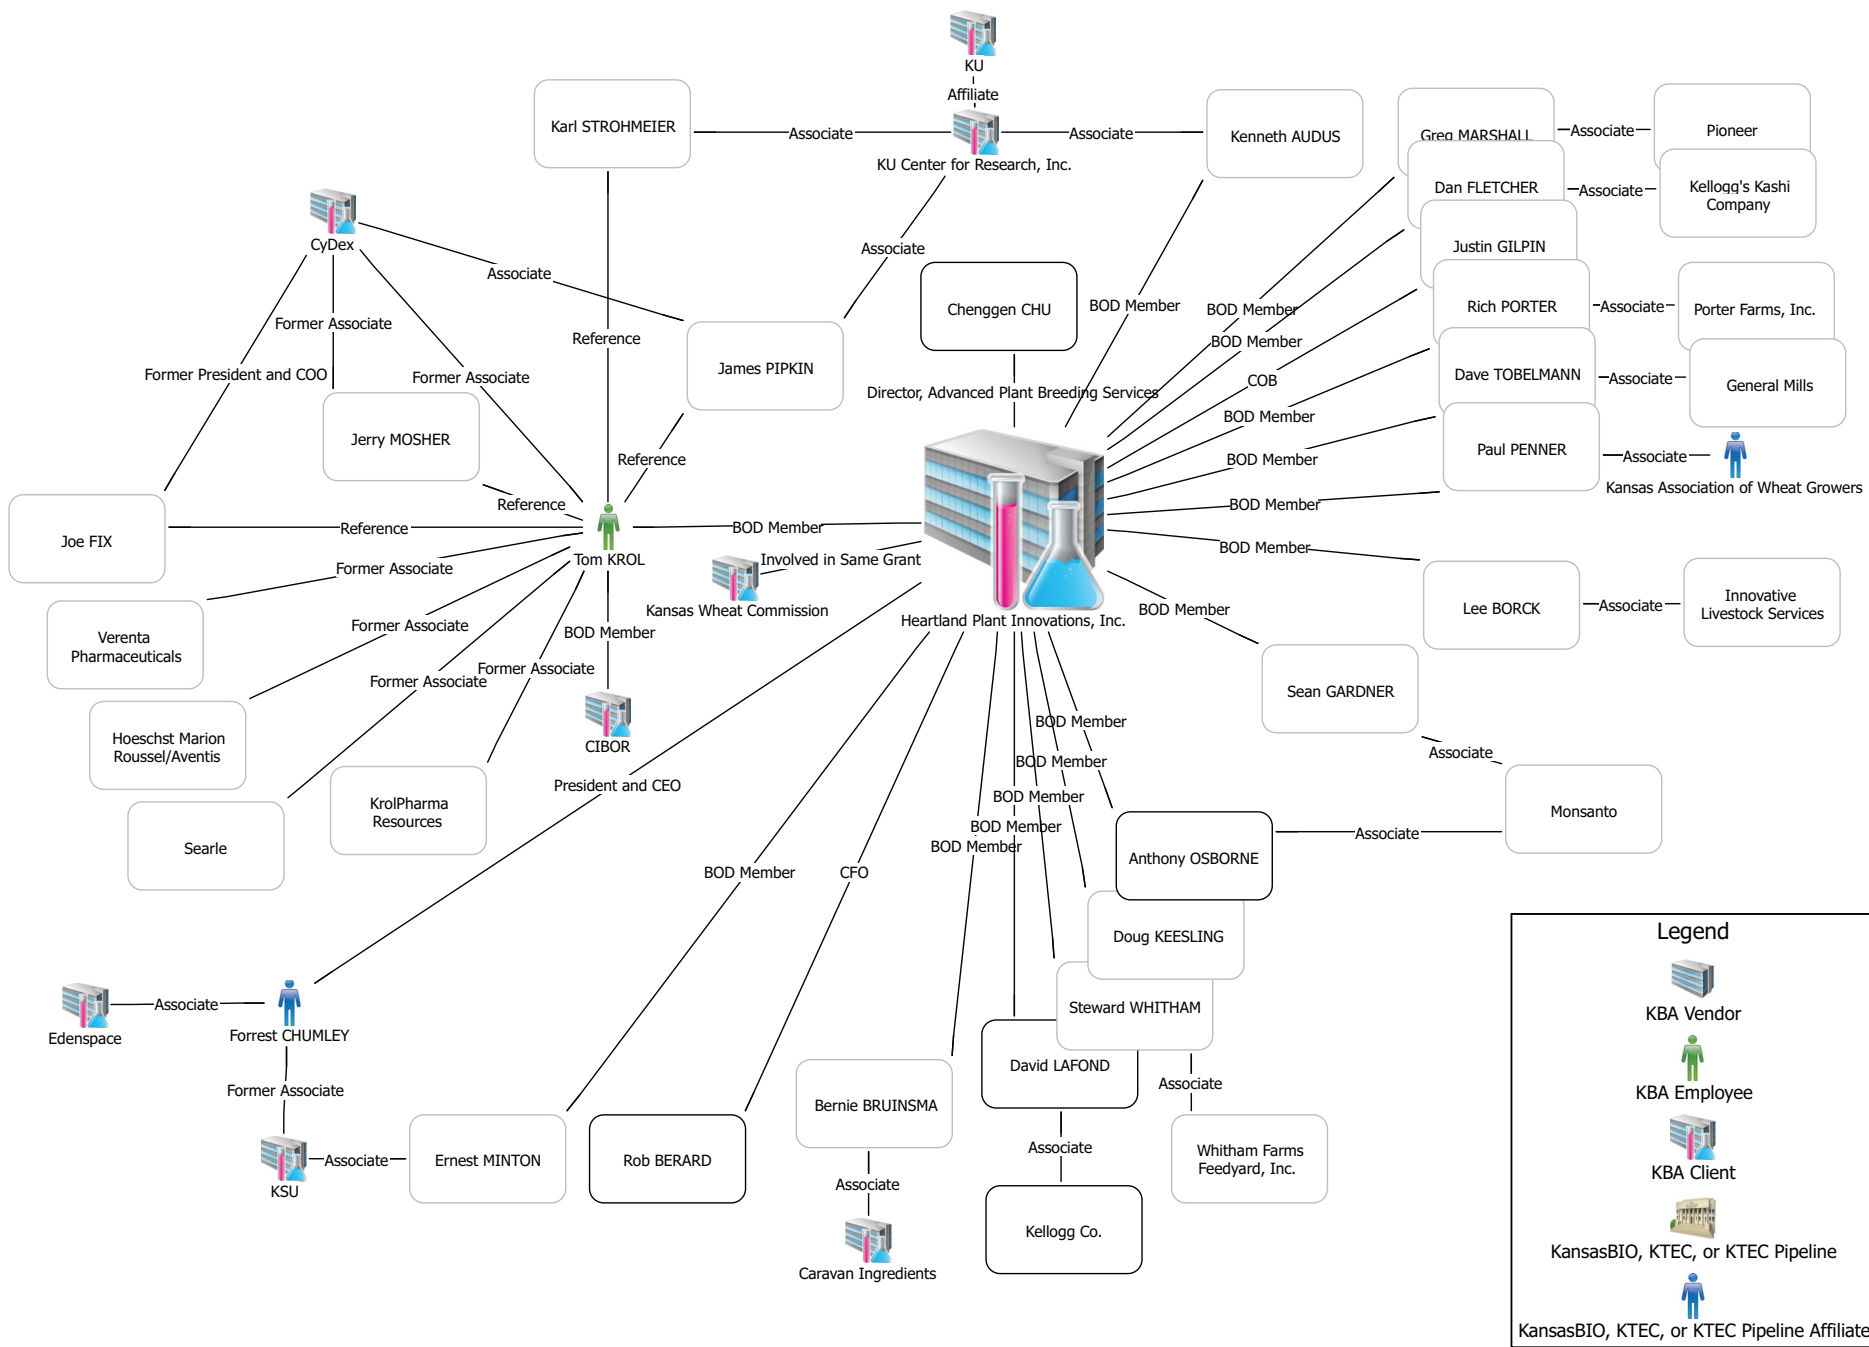 KU
Affiliate
Karl STROHMEIER
Associate
KU Center for Research, Inc.
Associate
Kenneth AUDUS
Greg MARSHALL
Associate
Pioneer
Dan FLETCHER
Associate
Kellogg's Kashi
Company
Justin GILPIN
Rich PORTER
Associate
Porter Farms, Inc.
Dave TOBELMANN
Associate
General Mills
Paul PENNER
Associate
Kansas Association of Wheat Growers
CyDex
Associate
Associate
Chenggen CHU
BOD Member
BOD Member
BOD Member
COB
BOD Member
BOD Member
BOD Member
BOD Member
Former Associate
Reference
James PIPKIN
Former President and COO
Former Associate
Director, Advanced Plant Breeding Services
Jerry MOSHER
Reference
Reference
Joe FIX
Reference
Tom KROL
BOD Member
Involved in Same Grant
Kansas Wheat Commission
Heartland Plant Innovations, Inc.
BOD Member
Lee BORCK
Associate
Innovative
Livestock Services
Former Associate
Verenta
Pharmaceuticals
Former Associate
BOD Member
Former Associate
Former Associate
Hoeschst Marion
Roussel/Aventis
CIBOR
Searle
KrolPharma
Resources
President and CEO
Sean GARDNER
Associate
Monsanto
BOD Member
BOD Member
BOD Member
BOD Member
BOD Member
BOD Member
Anthony OSBORNE
Associate
BOD Member
CFO
Doug KEESLING
Steward WHITHAM
David LAFOND
Associate
Whitham Farms
Feedyard, Inc.
Edenspace
Associate
Forrest CHUMLEY
Former Associate
KSU
Associate
Ernest MINTON
Rob BERARD
Bernie BRUINSMA
Associate
Caravan Ingredients
Associate
Kellogg Co.
Legend
KBA Vendor
KBA Employee
KBA Client
KansasBIO, KTEC, or KTEC Pipeline
KansasBIO, KTEC, or KTEC Pipeline Affiliate